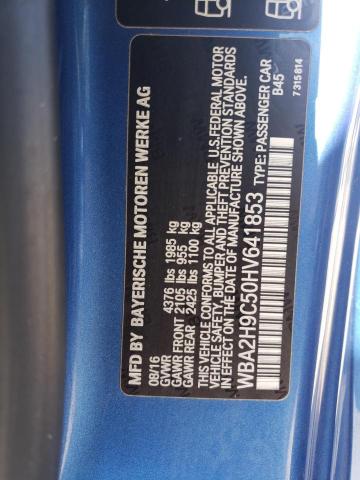 MFD BY BAYERISCHE MOTOREN WERKE AG
08/16
GVWR 4376 lbs 1985 kg
GAWR FRONT 2105 lbs 955 kg
GAWR REAR 2425 lbs 1100 kg
THIS VEHICLE CONFORMS TO ALL APPLICABLE U.S.FEDERAL MOTOR
VEHICLE SAFETY, BUMPER AND THEFT PREVENTION STANDARDS
IN EFFECT ON THE DATE OF MANUFACTURE SHOWN ABOVE.
WBA2H9C50HV641853 TYPE: PASSENGER CAR
B45
7315814